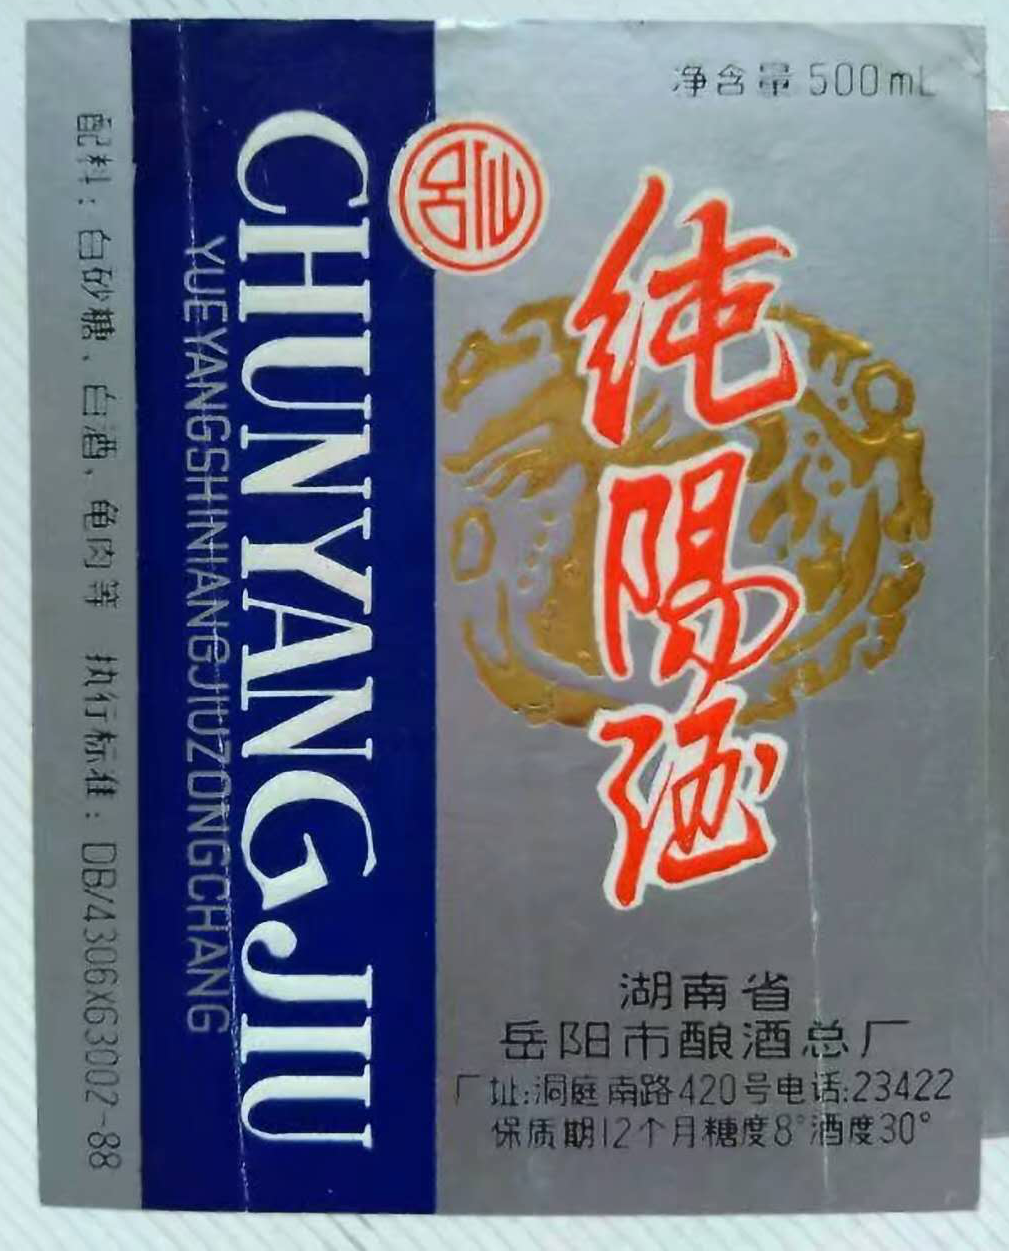 净含量 500mL
纯陽酒
湖南省
岳阳市酿酒总厂
厂址:洞庭南路420号电话:23422
保质期12个月糖度8°酒度30°
CHUNYANGJIU
YUEYANGSHINIANGJIUZONGCHANG
配料：白砂糖、白酒、龟肉等 执行标准：DB/4306X63002-88